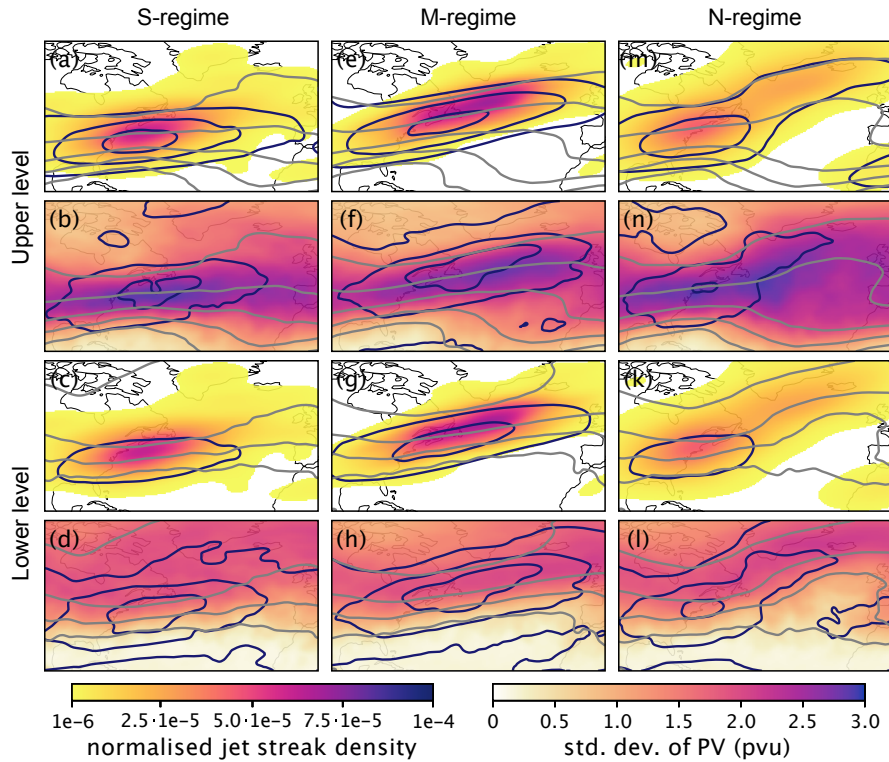 S-regime M-regime N-regime
Upper level
(a) (e) (m)
(b) (f) (n)
Lower level
(c) (g) (k)
(d) (h) (l)
1e-6 2.5·1e-5 5.0·1e-5 7.5·1e-5 1e-4
normalised jet streak density
0 0.5 1.0 1.5 2.0 2.5 3.0
std. dev. of PV (pvu)